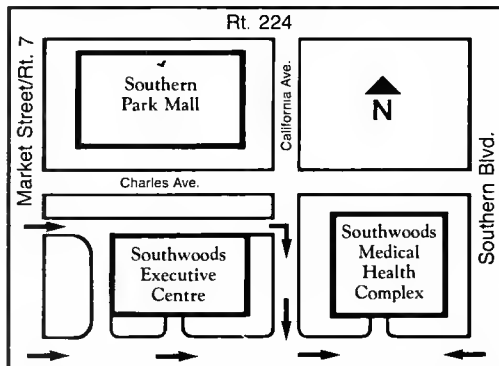 Rt. 224
Market Street/Rt. 7
Southern
Park Mall
California Ave.
N
Southern Blvd.
Charles Ave.
Southwoods
Executive
Centre
Southwoods
Medical
Health
Complex